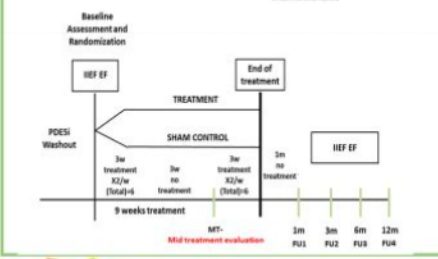 Baseline
Assessment and
Randomization
IIEF EF
End of
treatment
TREATMENT
PDE5i
Washout
SHAM CONTROL
IIEF EF
3w
treatment
X2/w
(Total)=6
3w
no
treatment
3w
treatment
X2/w
(Total)=6
1m
no
treatment
9 weeks treatment
MT-
Mid treatment evaluation
1m
FU1
3m
FU2
6m
FU3
12m
FU4